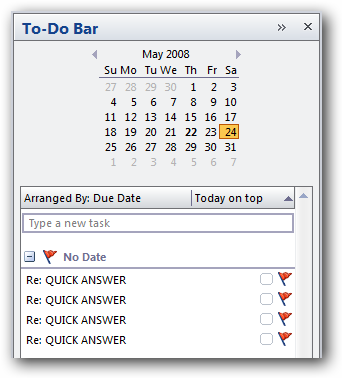 To-Do Bar »
May 2008
Su Mo Tu We Th Fr Sa
27 28 29 30 1 2 3
4 5 6 7 8 9 10
11 12 13 14 15 16 17
18 19 20 21 22 23 24
25 26 27 28 29 30 31
1 2 3 4 5 6 7
Arranged By: Due Date Today on top
Type a new task
No Date
Re: QUICK ANSWER
Re: QUICK ANSWER
Re: QUICK ANSWER
Re: QUICK ANSWER